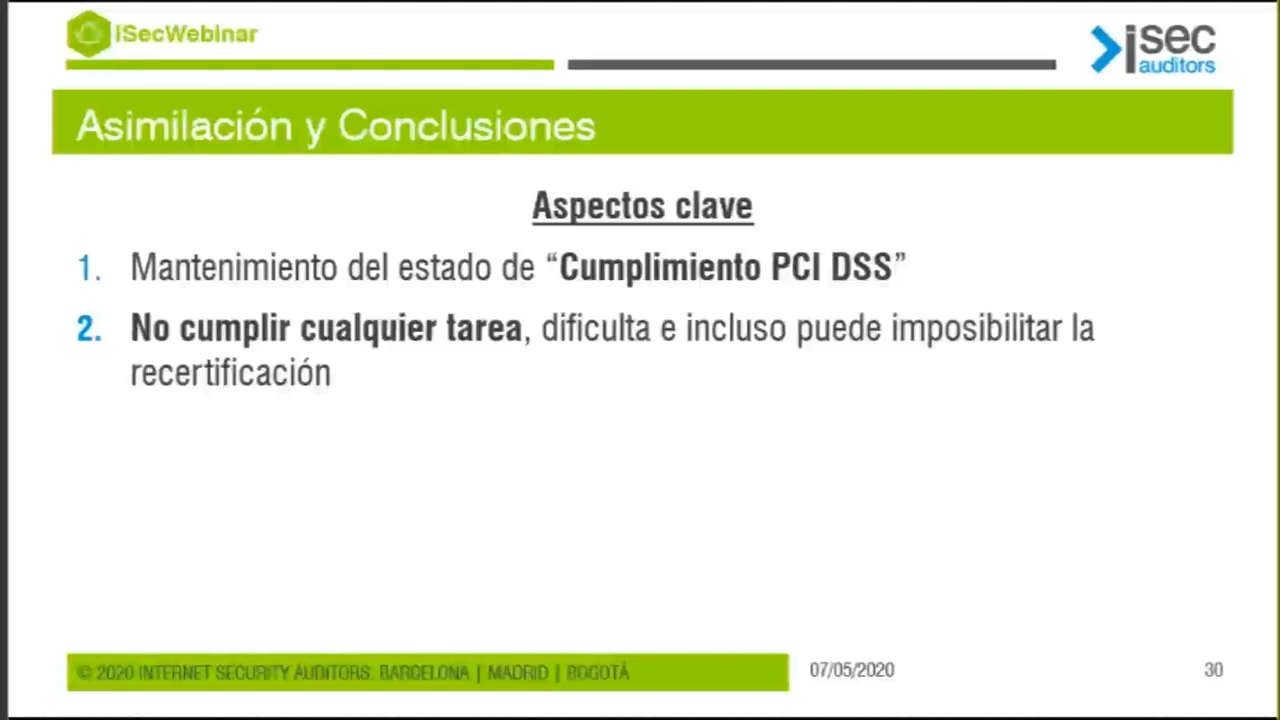 iSecWebinar
isec
auditors
Asimilación y Conclusiones
Aspectos clave
1. Mantenimiento del estado de “Cumplimiento PCI DSS”
2. No cumplir cualquier tarea, dificulta e incluso puede imposibilitar la
recertificación
© 2020 INTERNET SECURITY AUDITORS. BARCELONA | MADRID | BOGOTÁ
07/05/2020
30